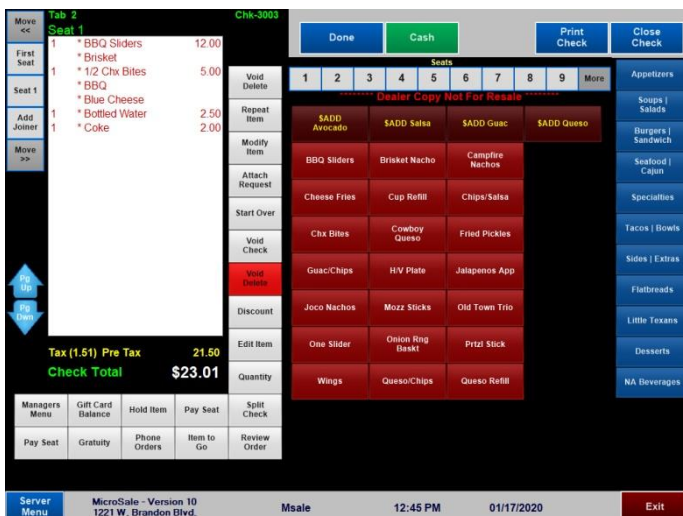 Move
<<
First
Seat
Seat 1
Add
Joiner
Move
>>
Pg
Up
Pg
Dwn
Tab 2
Chk-3003
Seat 1
1 * BBQ Sliders 12.00
* Brisket
1 * 1/2 Chx Bites 5.00
* BBQ
* Blue Cheese
1 * Bottled Water 2.50
1 * Coke 2.00
Tax (1.51) Pre Tax 21.50
Check Total $23.01
Void
Delete
Repeat
Item
Modify
Item
Attach
Request
Start Over
Void
Check
Void
Delete
Discount
Edit Item
Quantity
Split
Check
Review
Order
Managers
Menu
Gift Card
Balance
Hold Item
Pay Seat
Pay Seat
Gratuity
Phone
Orders
Item to
Go
Done
Cash
Print
Check
Close
Check
Seats
1 2 3 4 5 6 7 8 9 More
******** Dealer Copy Not For Resale ********
$ADD
Avocado
$ADD Salsa
$ADD Guac
$ADD Queso
BBQ Sliders
Brisket Nacho
Campfire
Nachos
Cheese Fries
Cup Refill
Chips/Salsa
Chx Bites
Cowboy
Queso
Fried Pickles
Guac/Chips
H/V Plate
Jalapenos App
Joco Nachos
Mozz Sticks
Old Town Trio
One Slider
Onion Rng
Baskt
Prtzl Stick
Wings
Queso/Chips
Queso Refill
Appetizers
Soups |
Salads
Burgers |
Sandwich
Seafood |
Cajun
Specialties
Tacos | Bowls
Sides | Extras
Flatbreads
Little Texans
Desserts
NA Beverages
Server
Menu
MicroSale - Version 10
1221 W. Brandon Blvd.
Msale
12:45 PM
01/17/2020
Exit